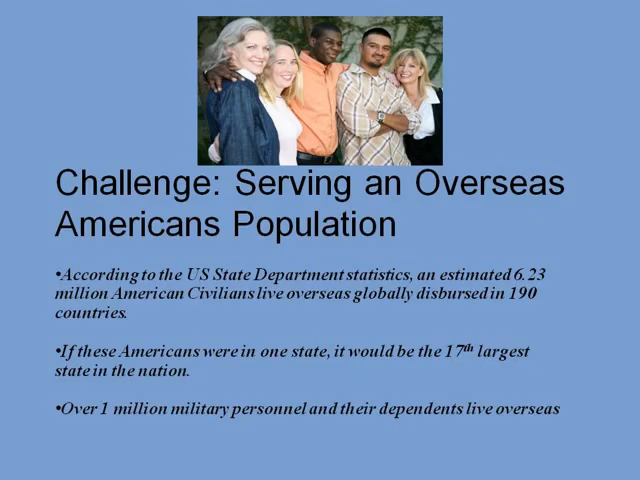 Challenge: Serving an Overseas
Americans Population
•According to the US State Department statistics, an estimated 6.23
million American Civilians live overseas globally disbursed in 190
countries.
•If these Americans were in one state, it would be the 17th largest
state in the nation.
•Over 1 million military personnel and their dependents live overseas